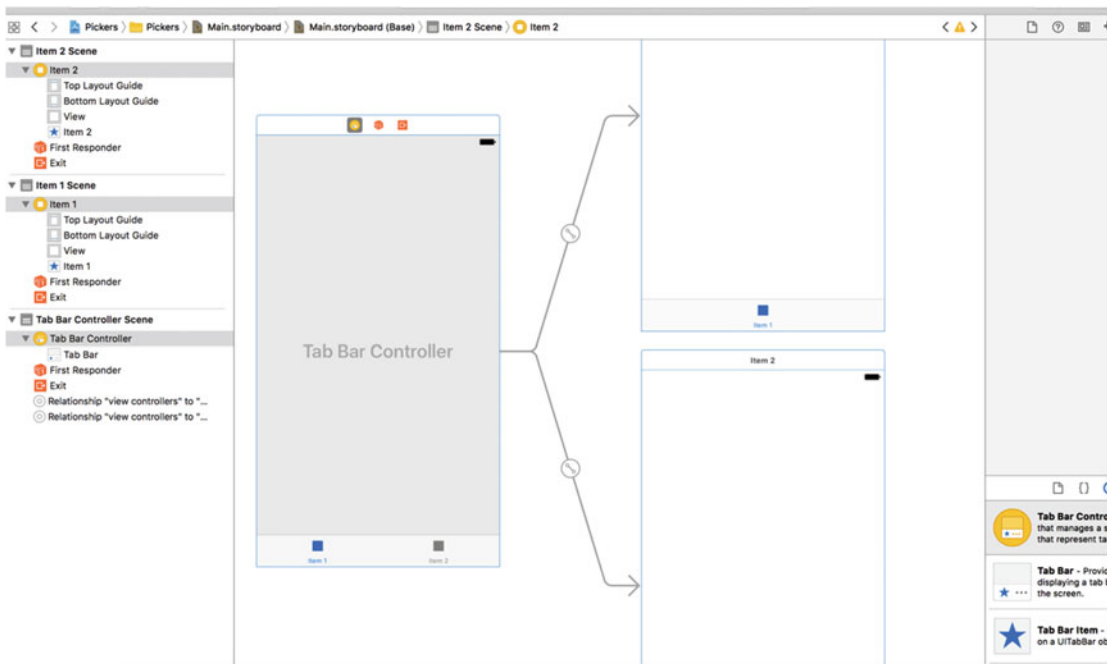 Pickers Pickers Main.storyboard Main.storyboard (Base) Item 2 Scene Item 2
Item 2 Scene
Item 2
Top Layout Guide
Bottom Layout Guide
View
Item 2
First Responder
Exit
Item 1 Scene
Item 1
Top Layout Guide
Bottom Layout Guide
View
Item 1
First Responder
Exit
Tab Bar Controller Scene
Tab Bar Controller
Tab Bar
First Responder
Exit
Relationship "view controllers" to "...
Relationship "view controllers" to "...
Tab Bar Controller
Item 1
Item 2
Item 1
Item 2
Tab Bar Contro
that manages a s
that represent ta
Tab Bar - Provid
displaying a tab
the screen.
Tab Bar Item -
on a UITabBar ob